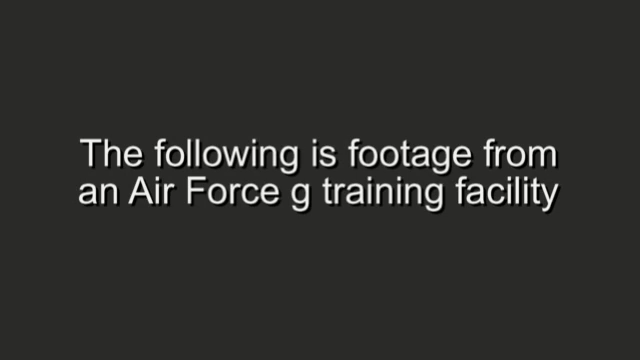 The following is footage from
an Air Force g training facility